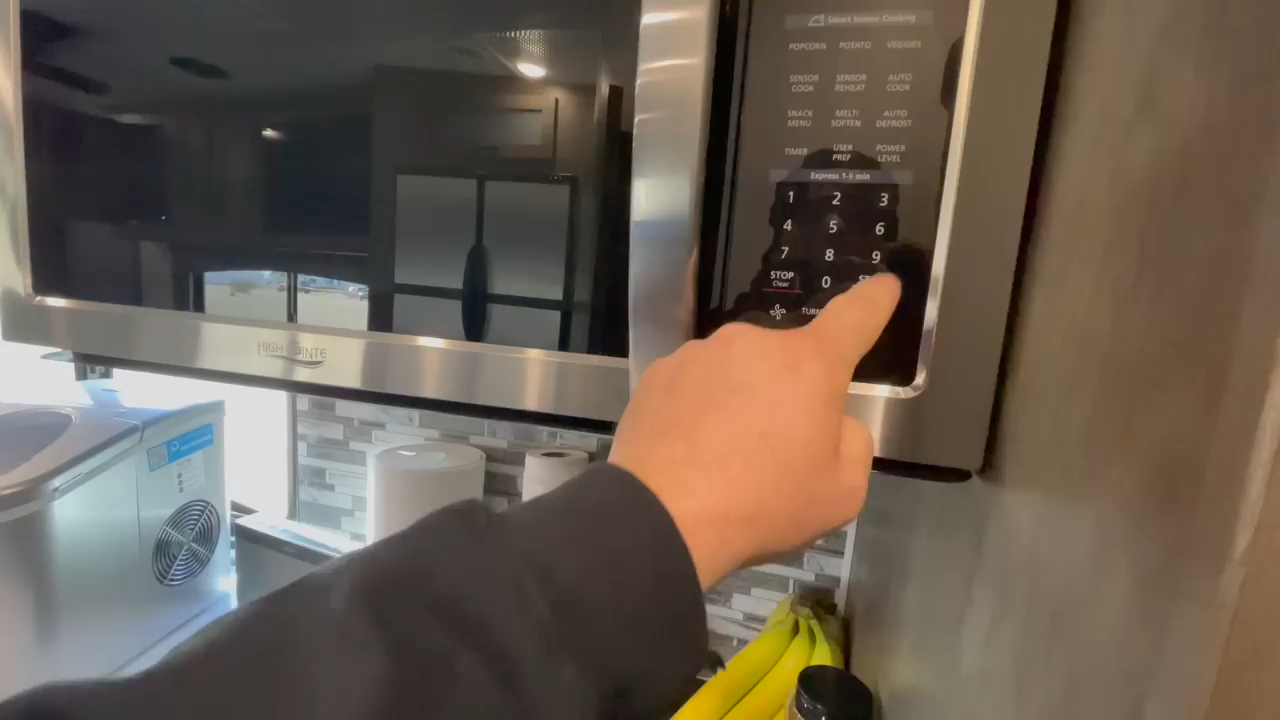 Smart Sensor Cooking
POPCORN POTATO VEGGIES
SENSOR COOK SENSOR REHEAT AUTO COOK
SNACK MENU MELT/ SOFTEN AUTO DEFROST
TIMER USER PREF POWER LEVEL
Express 1-9 min
1 2 3
4 5 6
7 8 9
STOP Clear 0
HIGH POINTE